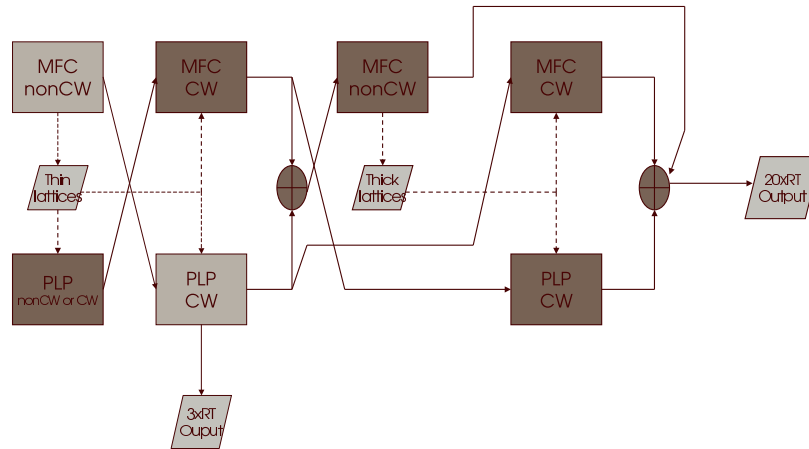 MFC
nonCW
MFC
CW
MFC
nonCW
MFC
CW
Thin
lattices
Thick
lattices
20xRT
Output
PLP
nonCW or CW
PLP
CW
PLP
CW
3xRT
Ouput